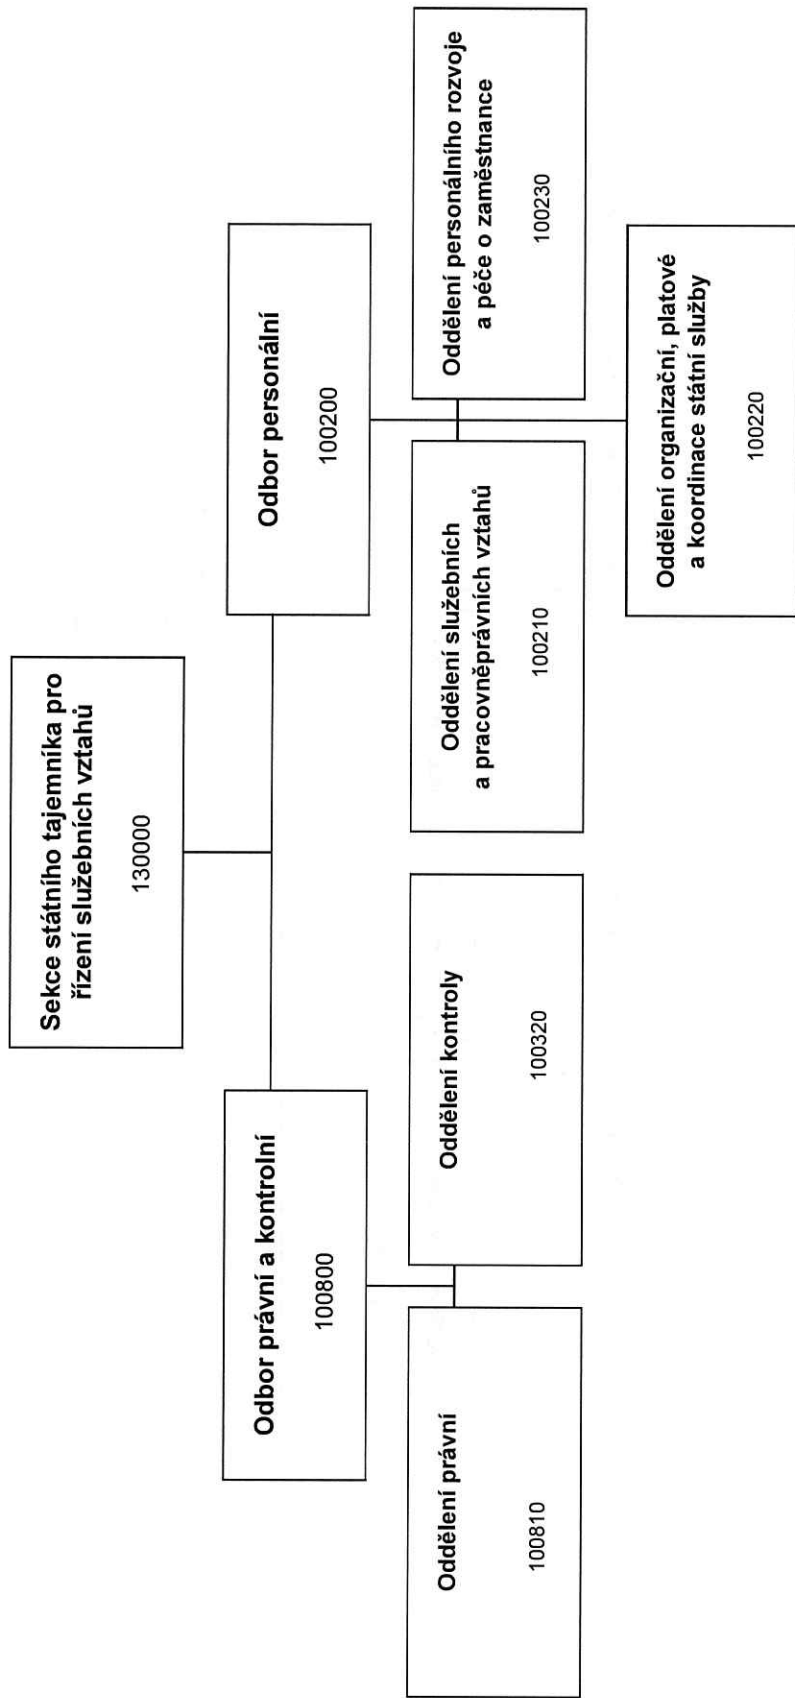 Sekce státního tajemníka pro
řízení služebních vztahů
130000
Odbor právní a kontrolní
100800
Odbor personální
100200
Oddělení právní
100810
Oddělení kontroly
100320
Oddělení služebních
a pracovněprávních vztahů
100210
Oddělení personálního rozvoje
a péče o zaměstnance
100230
Oddělení organizační, platové
a koordinace státní služby
100220